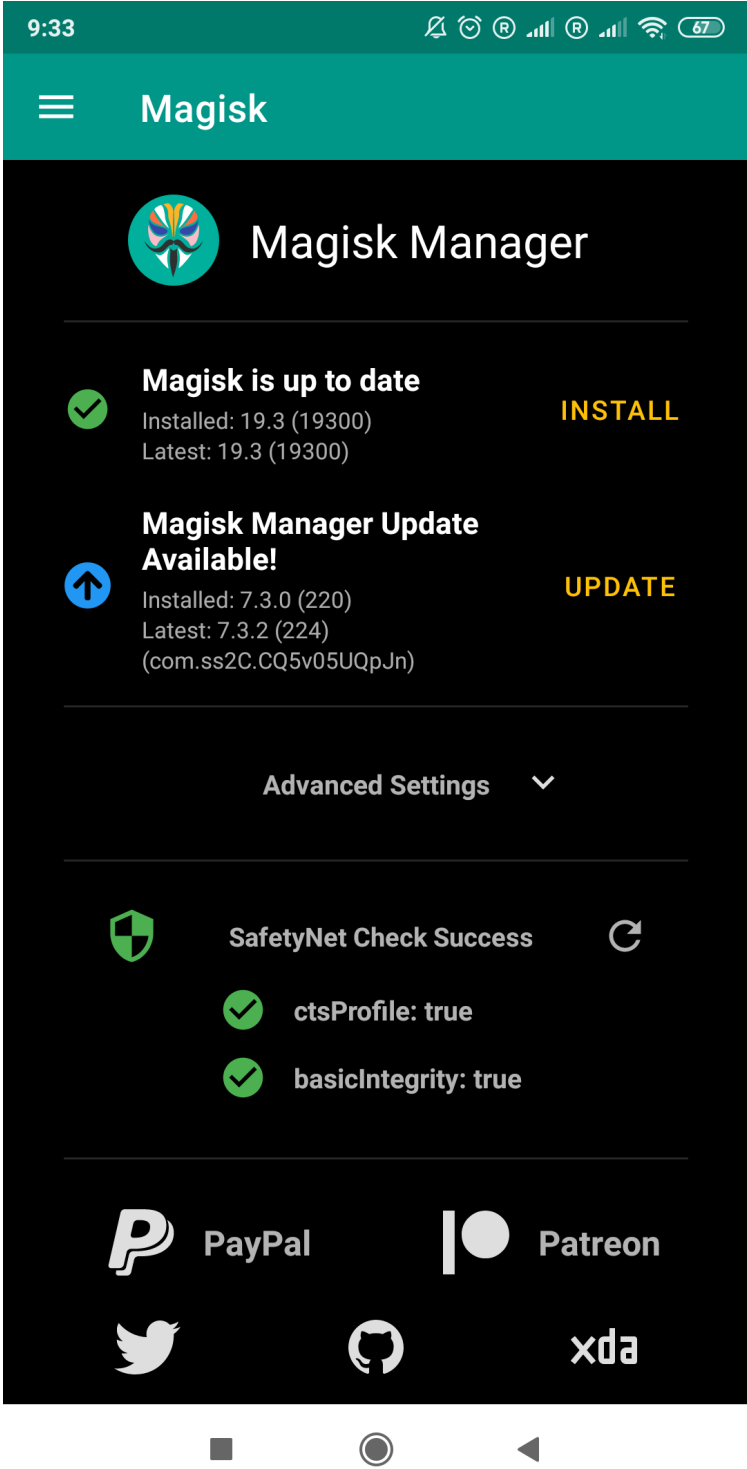 9:33
R R 67
Magisk
Magisk Manager
Magisk is up to date
Installed: 19.3 (19300)
Latest: 19.3 (19300)
INSTALL
Magisk Manager Update
Available!
Installed: 7.3.0 (220)
Latest: 7.3.2 (224)
(com.ss2C.CQ5v05UQpJn)
UPDATE
Advanced Settings
SafetyNet Check Success
ctsProfile: true
basicIntegrity: true
PayPal
Patreon
xda